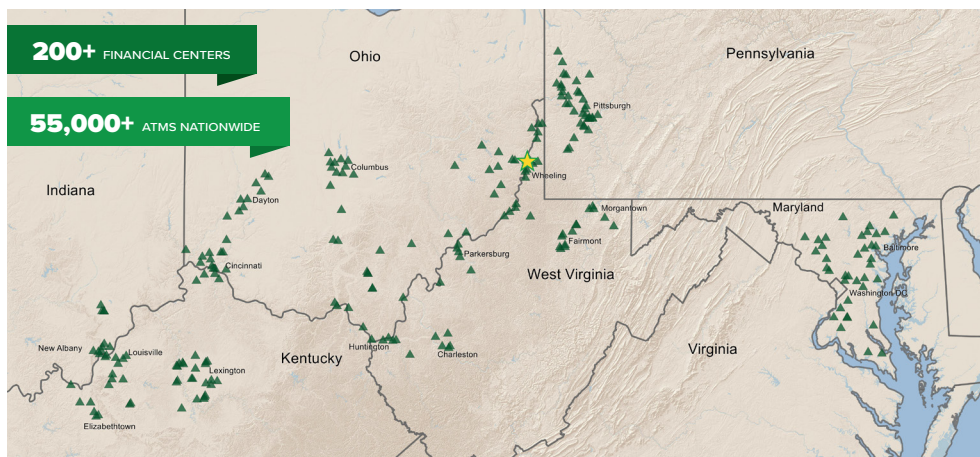 200+ FINANCIAL CENTERS
55,000+ ATMS NATIONWIDE
Ohio
Pennsylvania
Pittsburgh
Columbus
Wheeling
Indiana
Dayton
Morgantown
Maryland
Fairmont
Baltimore
Parkersburg
Cincinnati
West Virginia
Washington DC
Huntington
New Albany
Louisville
Kentucky
Charleston
Virginia
Lexington
Elizabethtown